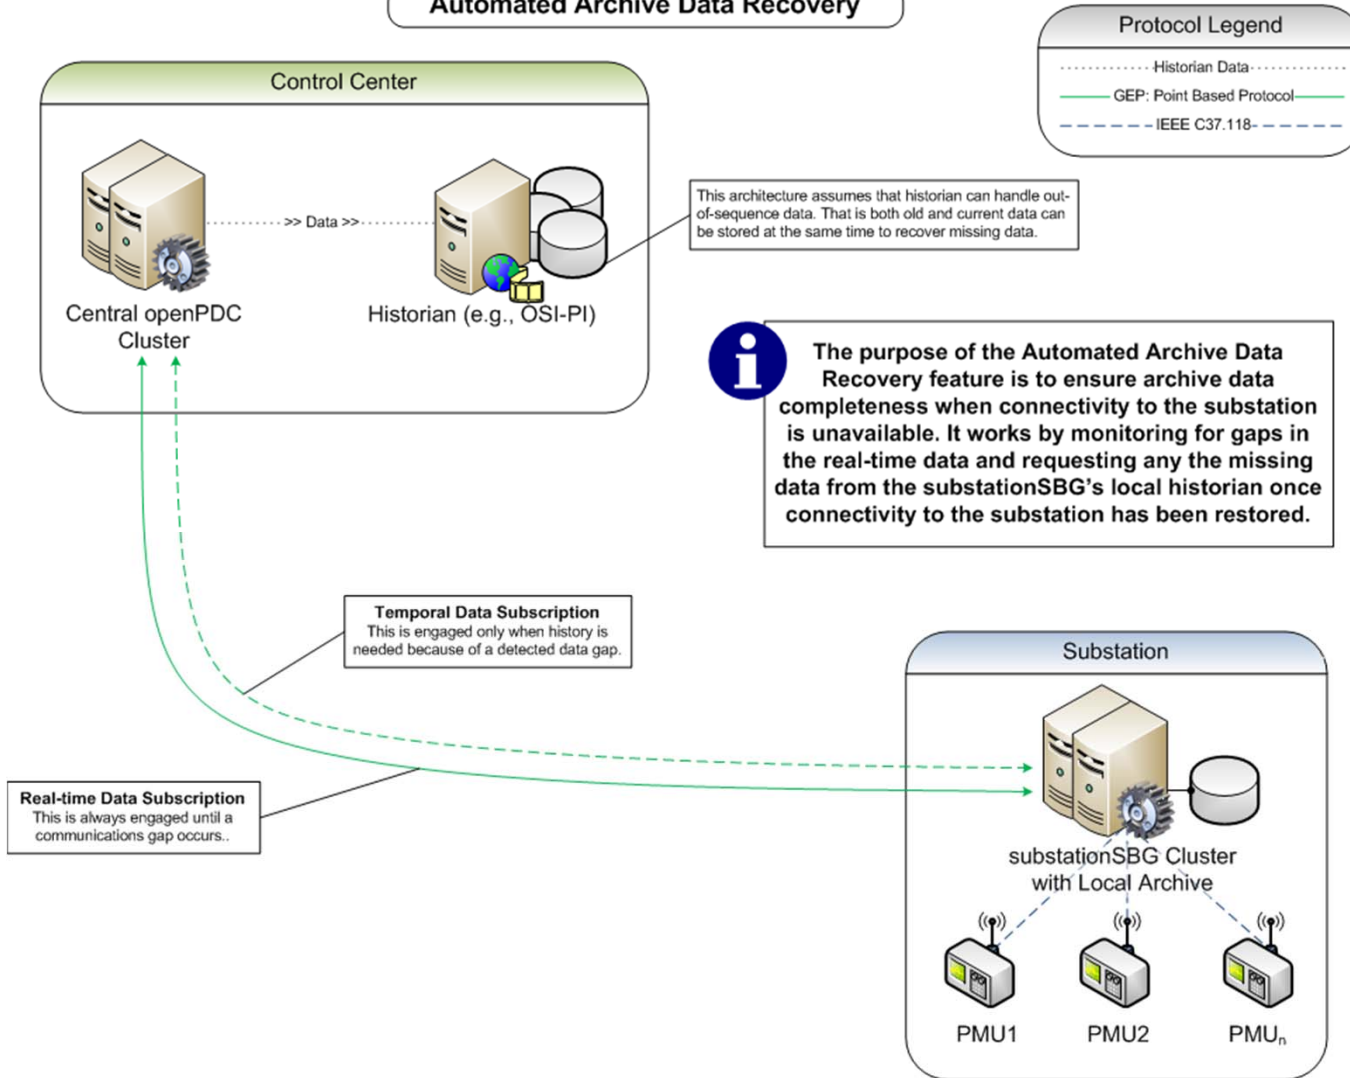 Automated Archive Data Recovery
Protocol Legend
Historian Data
GEP: Point Based Protocol
IEEE C37.118
Control Center
>> Data >>
Central openPDC
Cluster
Historian (e.g., OSI-PI)
This architecture assumes that historian can handle out-
of-sequence data. That is both old and current data can
be stored at the same time to recover missing data.
i
The purpose of the Automated Archive Data
Recovery feature is to ensure archive data
completeness when connectivity to the substation
is unavailable. It works by monitoring for gaps in
the real-time data and requesting any the missing
data from the substationSBG's local historian once
connectivity to the substation has been restored.
Temporal Data Subscription
This is engaged only when history is
needed because of a detected data gap.
Real-time Data Subscription
This is always engaged until a
communications gap occurs..
Substation
substationSBG Cluster
with Local Archive
PMU1
PMU2
PMUn